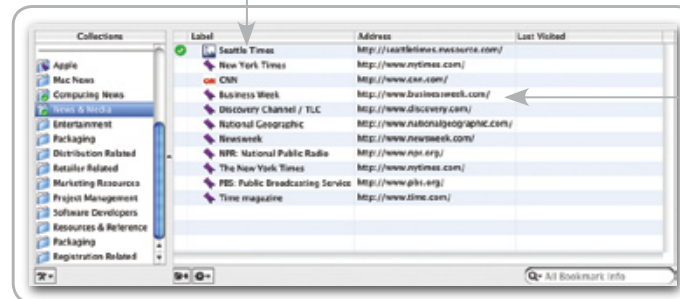 Collections Label Address Last Visited
Seattle Times http://seattletimes.nwsource.com/
Apple New York Times http://www.nytimes.com/
Mac News CNN http://www.cnn.com/
Computing News Business Week http://www.businessweek.com/
News & Media Discovery Channel / TLC http://www.discovery.com/
Entertainment National Geographic http://www.nationalgeographic.com/
Packaging Newsweek http://www.newsweek.com/
Distribution Related NPR: National Public Radio http://www.npr.org/
Retailer Related The New York Times http://www.nytimes.com/
Marketing Resources PBS: Public Broadcasting Service http://www.pbs.org/
Project Management Time magazine http://www.time.com/
Software Developers
Resources & Reference
Packaging
Registration Related
All Bookmark Info